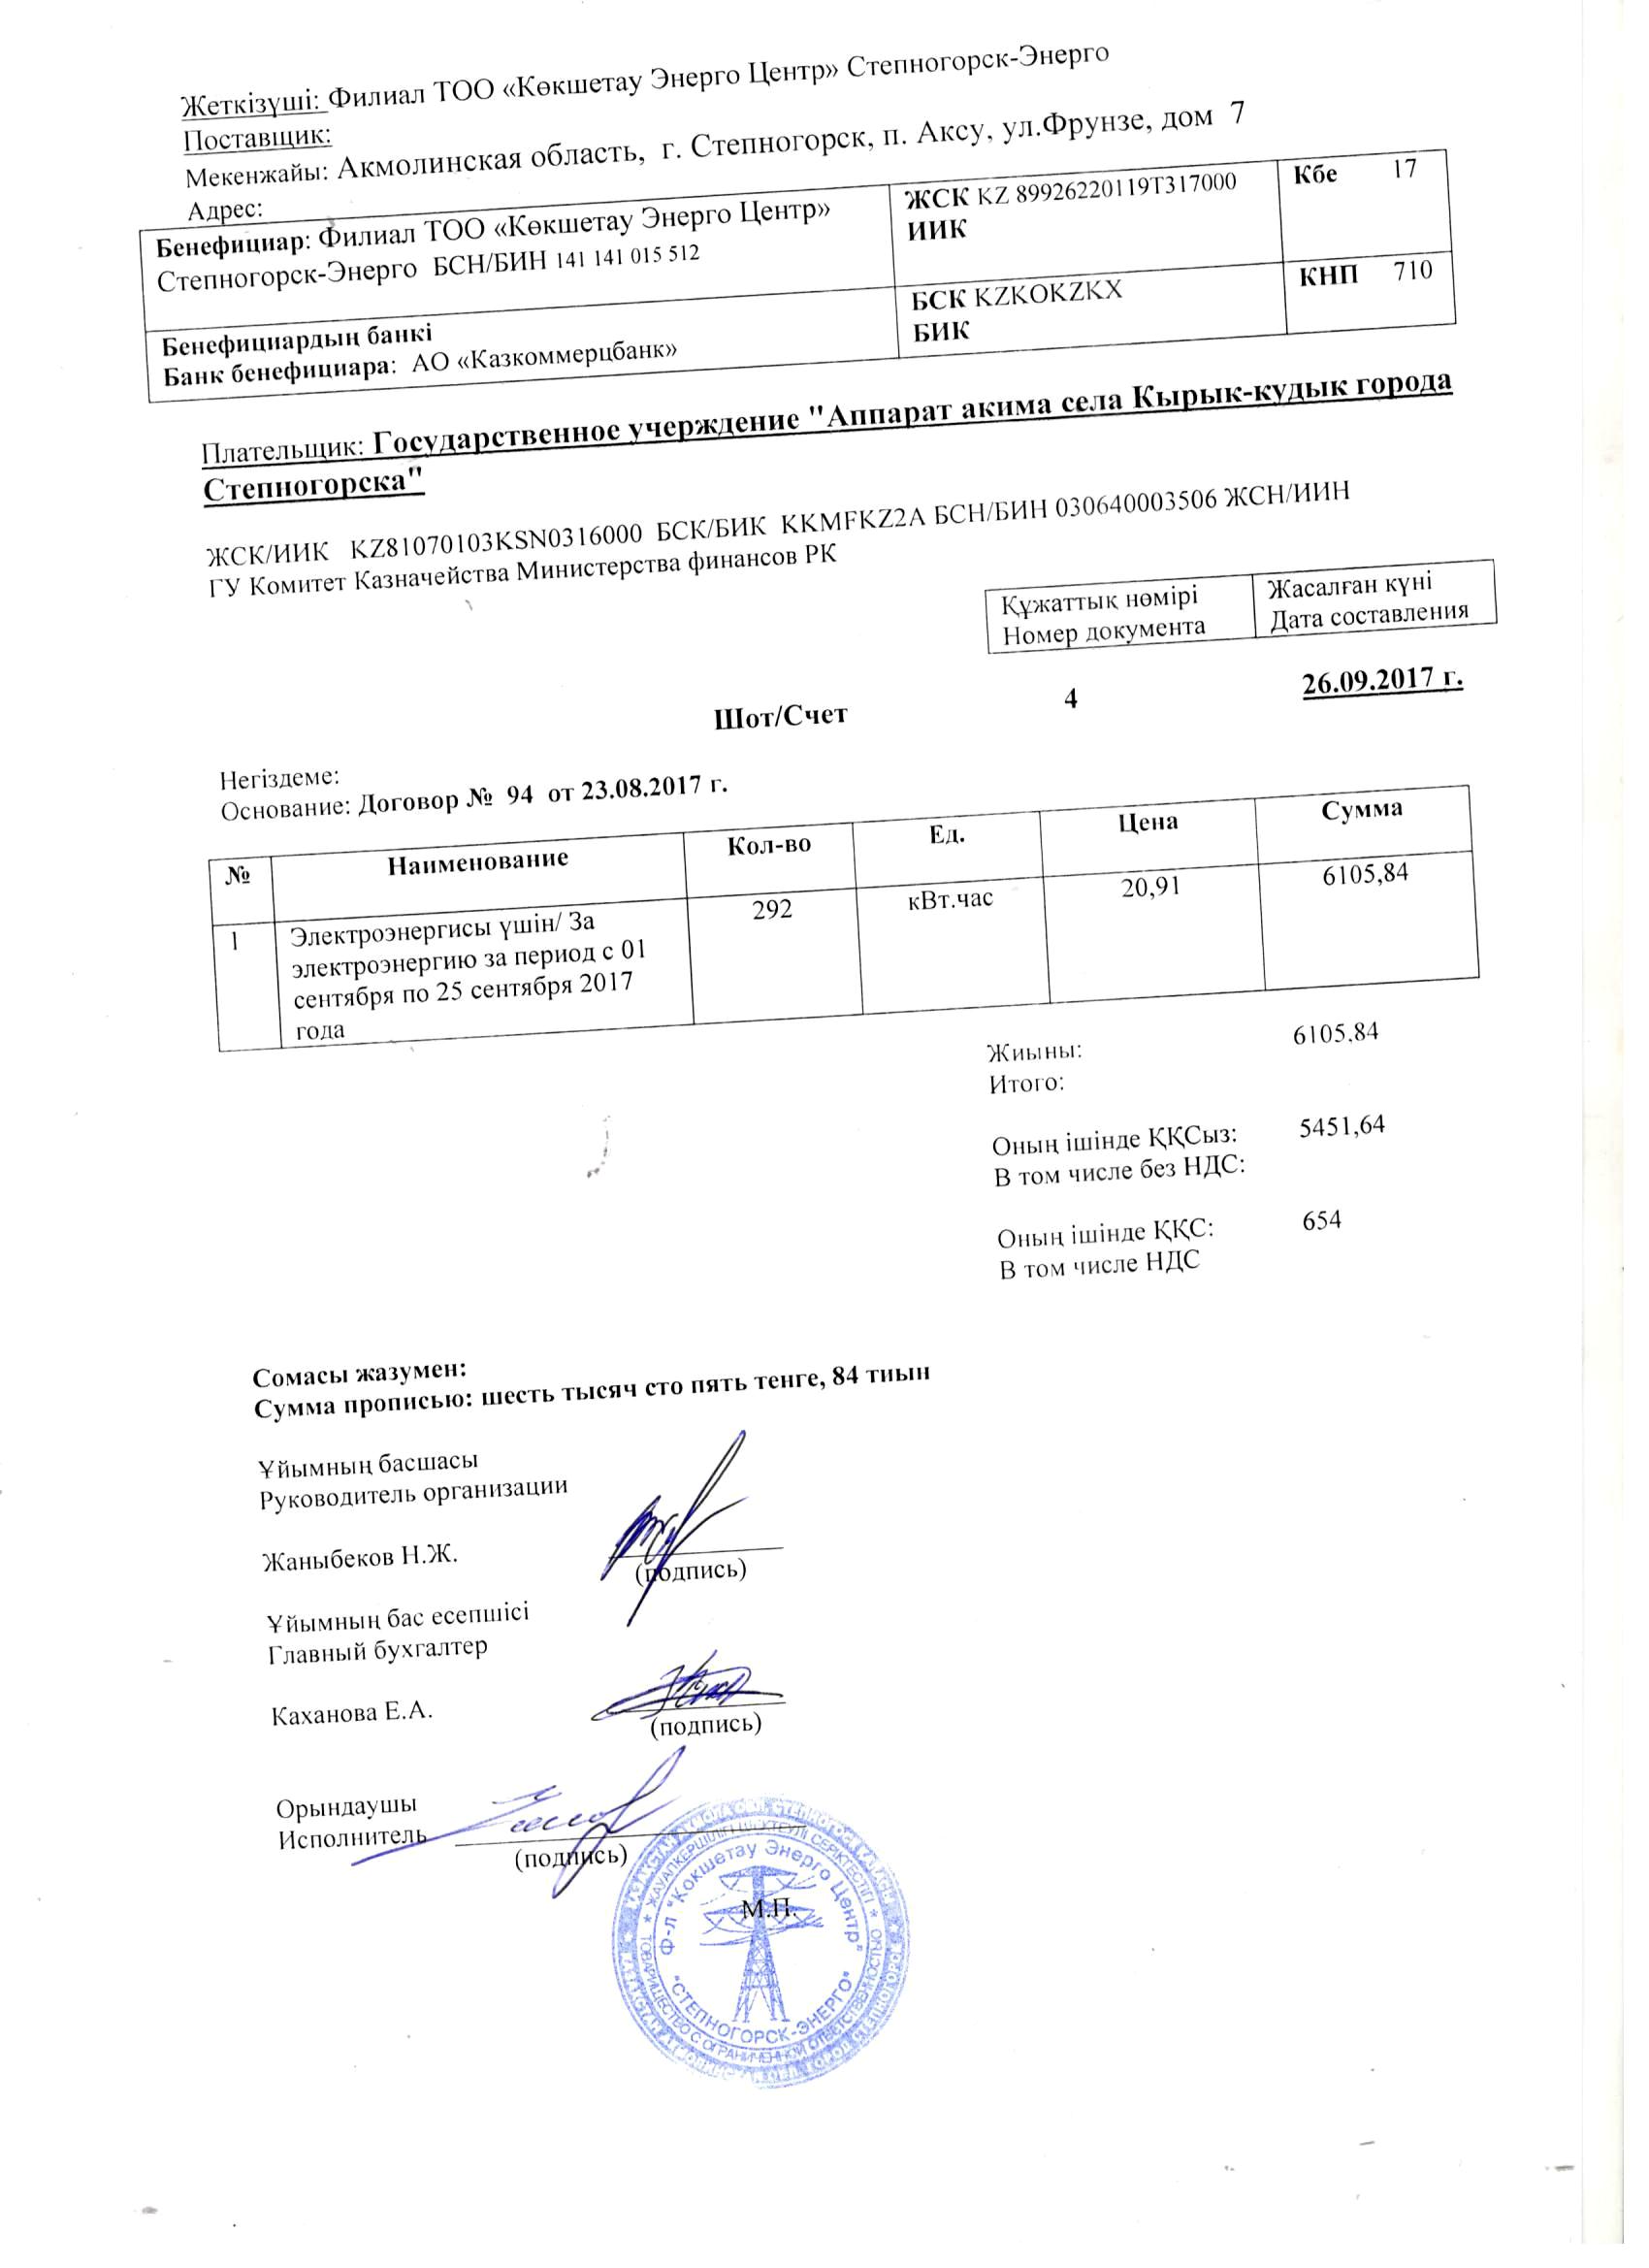 Жеткізүші: Филиал ТОО «Көкшетау Энерго Центр» Степногорск-Энерго
Поставщик:
Мекенжайы: Акмолинская область, г. Степногорск, п. Аксу, ул.Фрунзе, дом 7
Адрес:
Бенефициар: Филиал ТОО «Көкшетау Энерго Центр»
Степногорск-Энерго БСН/БИН 141 141 015 512
ЖСК KZ 89926220119T317000
ИИК
Кбе 17
Бенефициардың банкі
Банк бенефициара: АО «Казкоммерцбанк»
БСК KZKOKZKX
БИК
КНП 710
Плательщик: Государственное учерждение "Аппарат акима села Кырык-кудык города
Степногорска"
ЖСК/ИИК KZ81070103KSN0316000 БСК/БИК KKMFKZ2A БСН/БИН 030640003506 ЖСН/ИИН
ГУ Комитет Казначейства Министерства финансов РК
Құжаттық нөмірі
Номер документа
Жасалған күні
Дата составления
Шот/Счет 4 26.09.2017 г.
Негіздеме:
Основание: Договор № 94 от 23.08.2017 г.
№ Наименование Кол-во Ед. Цена Сумма
1 Электроэнергисы үшін/ За 292 кВт.час 20,91 6105,84
электроэнергию за период с 01
сентября по 25 сентября 2017
года
Жиыны: 6105,84
Итого:
Оның ішінде ҚҚСыз: 5451,64
В том числе без НДС:
Оның ішінде ҚҚС: 654
В том числе НДС
Сомасы жазумен:
Сумма прописью: шесть тысяч сто пять тенге, 84 тиын
Ұйымның басшасы
Руководитель организации
Жаныбеков Н.Ж.
(подпись)
Ұйымның бас есепшісі
Главный бухгалтер
Каханова Е.А.
(подпись)
Орындаушы
Исполнитель
(подпись)
М.П.
ЖАУАПКЕРШІЛІГІ ШЕКТЕУЛІ СЕРІКТЕСТІГІ
ТОВАРИЩЕСТВО С ОГРАНИЧЕННОЙ ОТВЕТСТВЕННОСТЬЮ
Ф-л "Кокшетау Энерго Центр"
"СТЕПНОГОРСК-ЭНЕРГО"